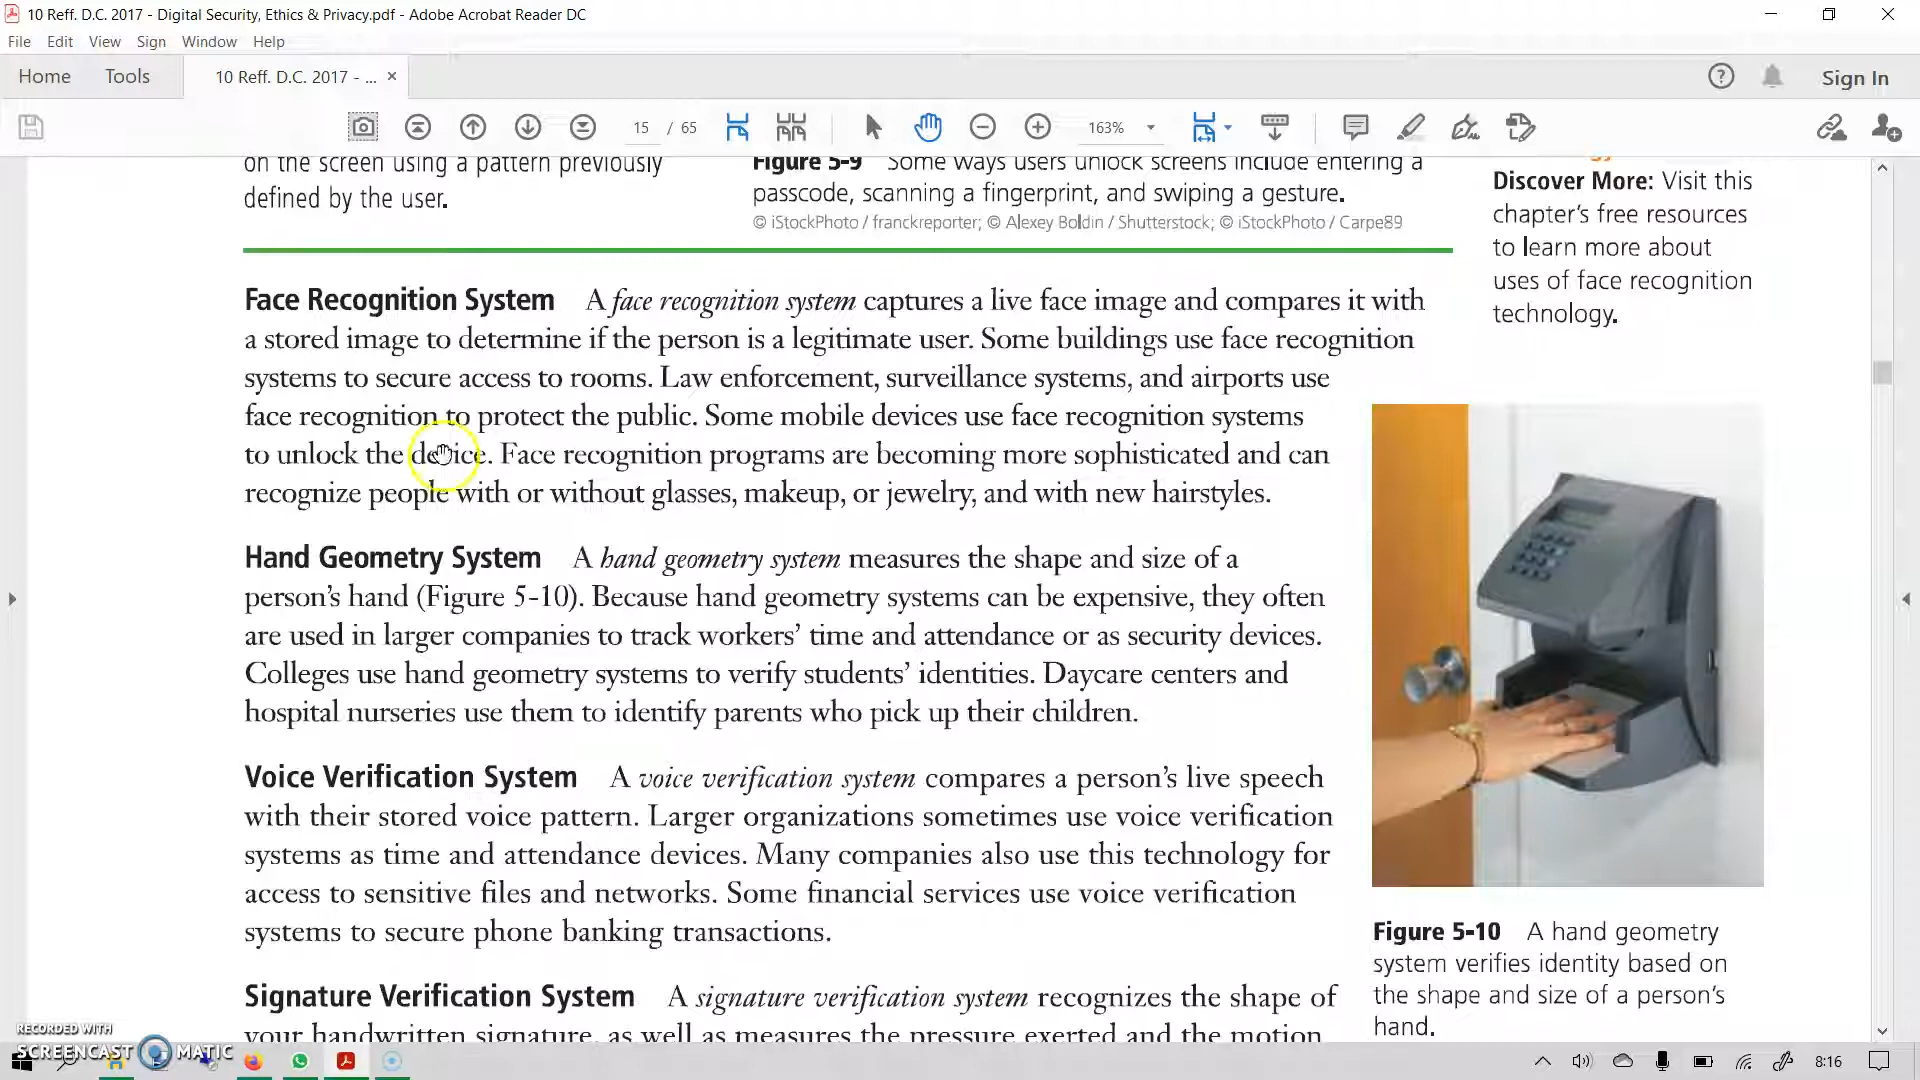 10 Reff. D.C. 2017 - Digital Security, Ethics & Privacy.pdf - Adobe Acrobat Reader DC
File Edit View Sign Window Help
Home Tools 10 Reff. D.C. 2017 - ... × Sign In
15 / 65 163%
on the screen using a pattern previously
defined by the user.
Figure 5-9 Some ways users unlock screens include entering a
passcode, scanning a fingerprint, and swiping a gesture.
© iStockPhoto / franckreporter; © Alexey Boldin / Shutterstock; © iStockPhoto / Carpe89
Discover More: Visit this
chapter's free resources
to learn more about
uses of face recognition
technology.
Face Recognition System A face recognition system captures a live face image and compares it with
a stored image to determine if the person is a legitimate user. Some buildings use face recognition
systems to secure access to rooms. Law enforcement, surveillance systems, and airports use
face recognition to protect the public. Some mobile devices use face recognition systems
to unlock the device. Face recognition programs are becoming more sophisticated and can
recognize people with or without glasses, makeup, or jewelry, and with new hairstyles.
Hand Geometry System A hand geometry system measures the shape and size of a
person's hand (Figure 5-10). Because hand geometry systems can be expensive, they often
are used in larger companies to track workers' time and attendance or as security devices.
Colleges use hand geometry systems to verify students' identities. Daycare centers and
hospital nurseries use them to identify parents who pick up their children.
Voice Verification System A voice verification system compares a person's live speech
with their stored voice pattern. Larger organizations sometimes use voice verification
systems as time and attendance devices. Many companies also use this technology for
access to sensitive files and networks. Some financial services use voice verification
systems to secure phone banking transactions.
Signature Verification System A signature verification system recognizes the shape of
your handwritten signature, as well as measures the pressure exerted and the motion
Figure 5-10 A hand geometry
system verifies identity based on
the shape and size of a person's
hand.
RECORDED WITH
SCREENCAST MATIC
8:16